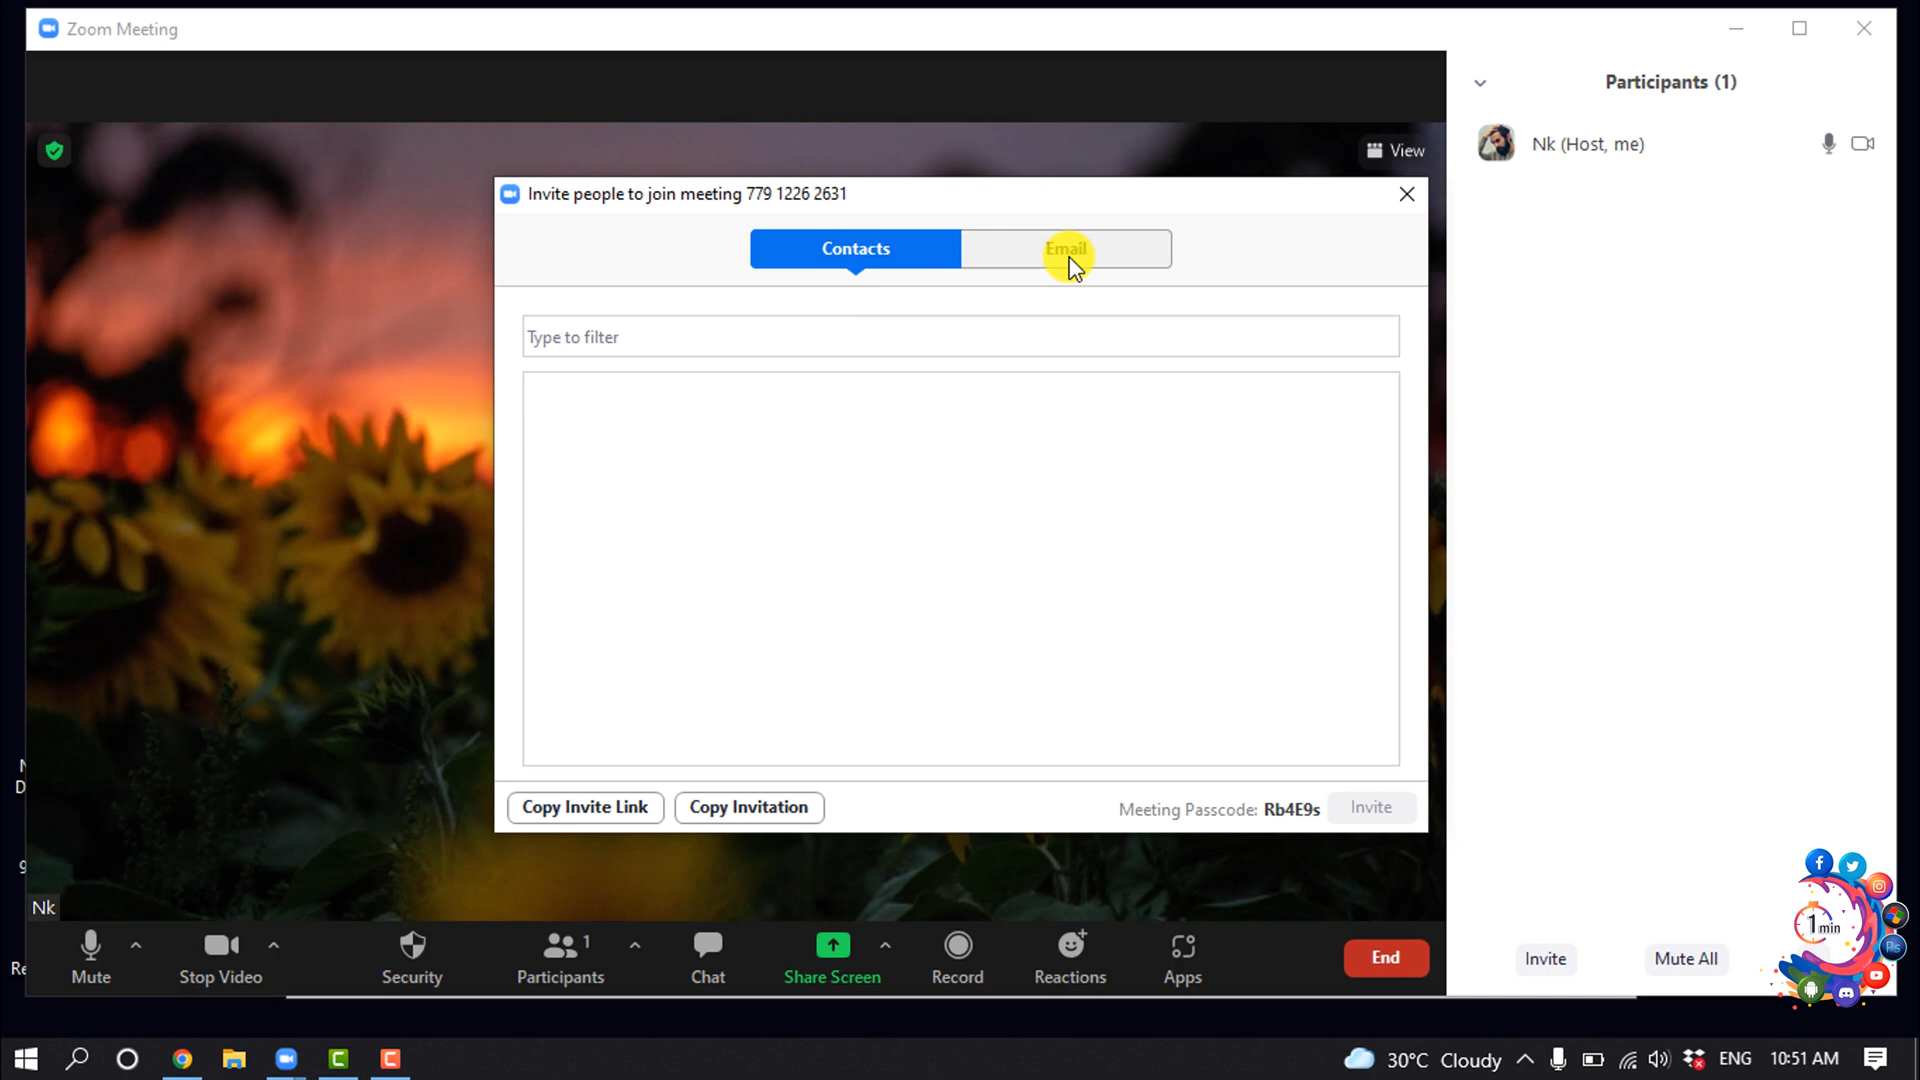 Zoom Meeting
Participants (1)
Nk (Host, me)
View
Invite people to join meeting 779 1226 2631
Contacts
Email
Type to filter
Copy Invite Link
Copy Invitation
Meeting Passcode: Rb4E9s
Invite
Nk
Mute
Stop Video
Security
Participants
1
Chat
Share Screen
Record
Reactions
Apps
End
Invite
Mute All
1 min
Ps
30°C Cloudy
ENG
10:51 AM